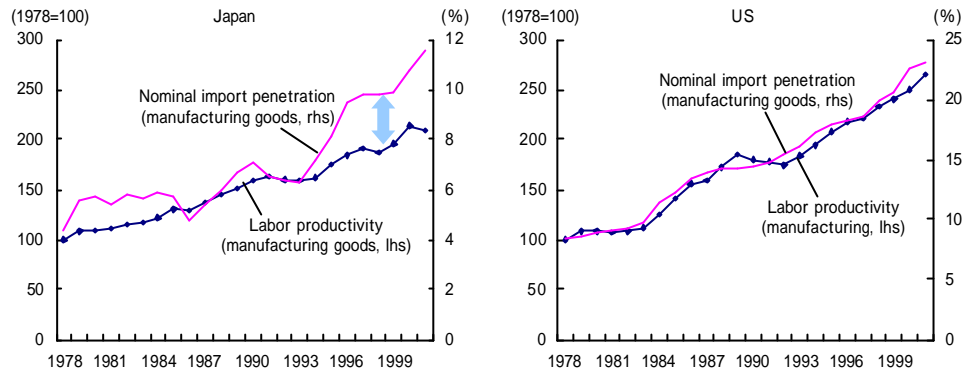 (1978=100)
Japan
(%)
300
250
200
150
100
50
0
12
10
8
6
4
2
0
Nominal import penetration
(manufacturing goods, rhs)
Labor productivity
(manufacturing goods, lhs)
1978 1981 1984 1987 1990 1993 1996 1999
(1978=100)
US
(%)
300
250
200
150
100
50
0
25
20
15
10
5
0
Nominal import penetration
(manufacturing goods, rhs)
Labor productivity
(manufacturing, lhs)
1978 1981 1984 1987 1990 1993 1996 1999